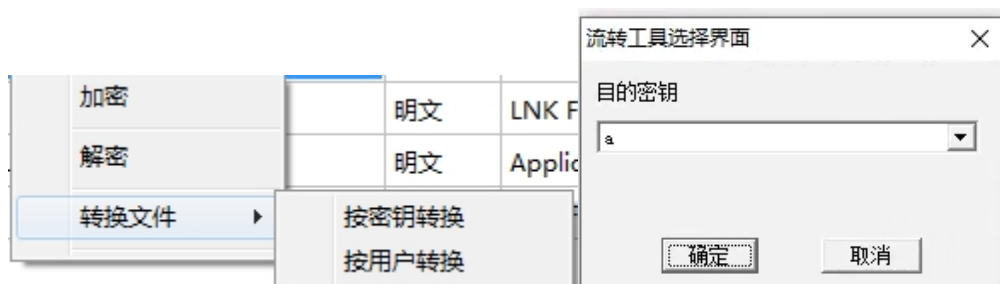 加密
明文
LNK F
解密
明文
Applic
转换文件
按密钥转换
按用户转换
流转工具选择界面
目的密钥
a
确定
取消